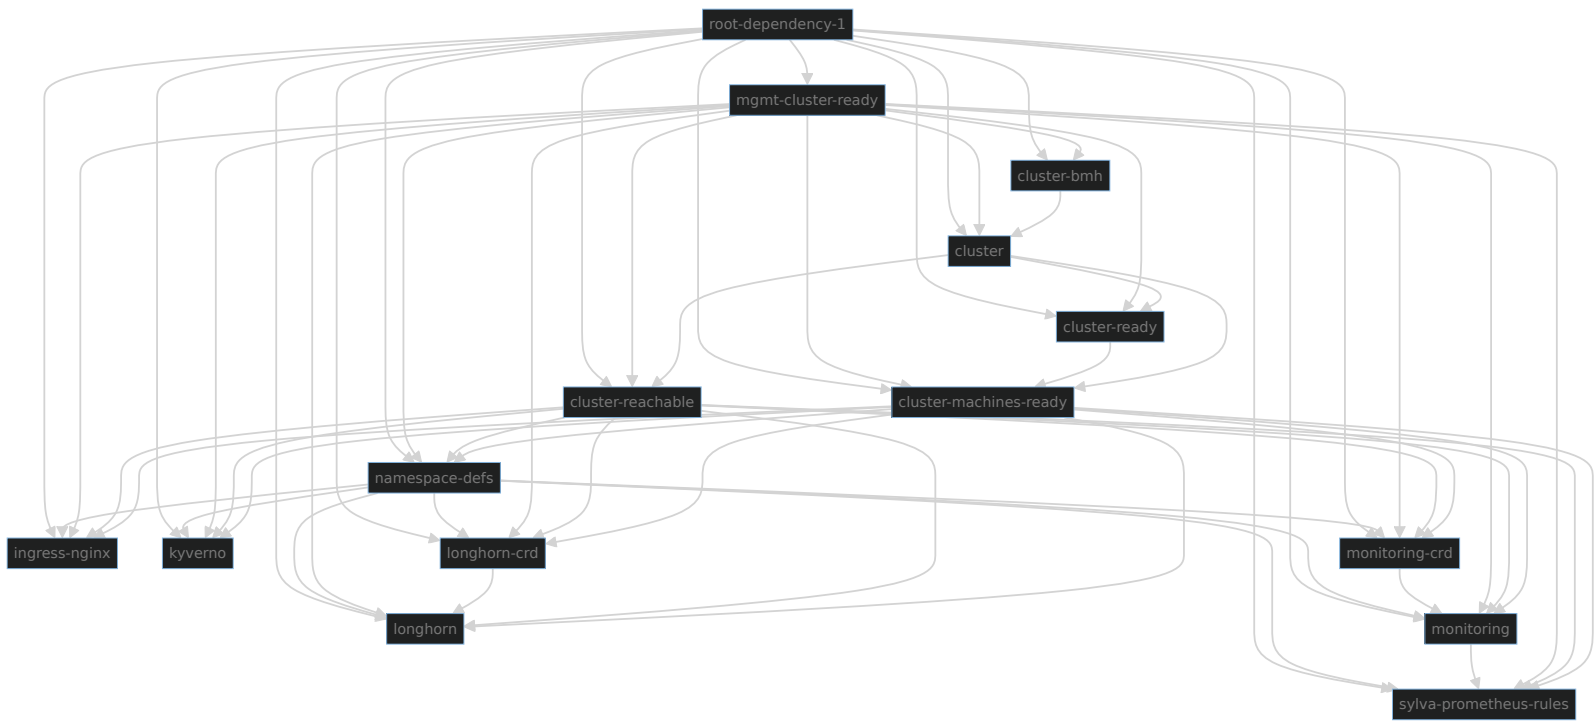 root-dependency-1
mgmt-cluster-ready
cluster-bmh
cluster
cluster-ready
cluster-reachable
cluster-machines-ready
namespace-defs
ingress-nginx
kyverno
longhorn-crd
monitoring-crd
longhorn
monitoring
sylva-prometheus-rules